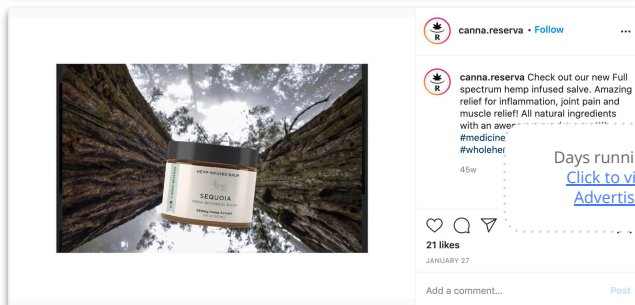 canna.reserva • Follow
...
R
R
canna.reserva Check out our new Full
spectrum hemp infused salve. Amazing
relief for inflammation, joint pain and
muscle relief! All natural ingredients
with an
#medicine
#wholehe
45w
Days runni
Click to vi
Advertis
HEMP INFUSED BALM
SEQUOIA
21 likes
JANUARY 27
Add a comment...
Post